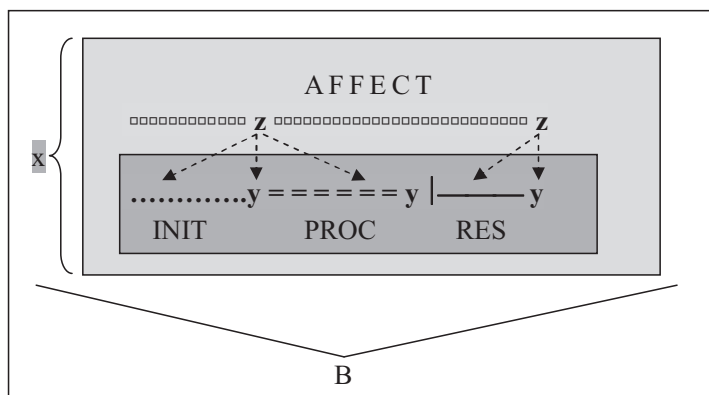 AFFECT
□□□□□□□□□□□□ z □□□□□□□□□□□□□□□□□□□□□□□□□□ z
x
.............y = = = = = = y |———— y
INIT PROC RES
B